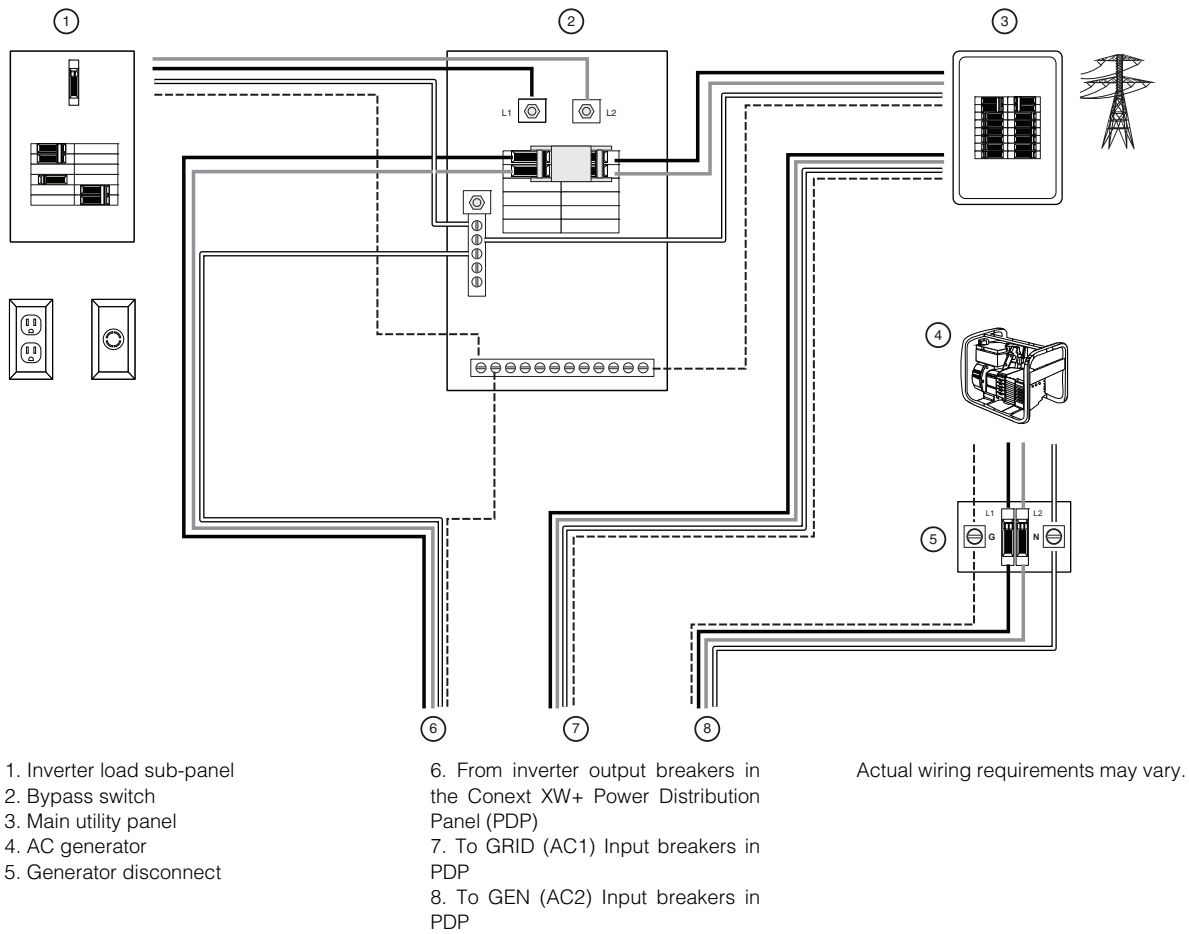 1
2
3
L1
L2
4
L1
L2
G
N
5
6
7
8
1. Inverter load sub-panel
2. Bypass switch
3. Main utility panel
4. AC generator
5. Generator disconnect
6. From inverter output breakers in
the Conext XW+ Power Distribution
Panel (PDP)
7. To GRID (AC1) Input breakers in
PDP
8. To GEN (AC2) Input breakers in
PDP
Actual wiring requirements may vary.